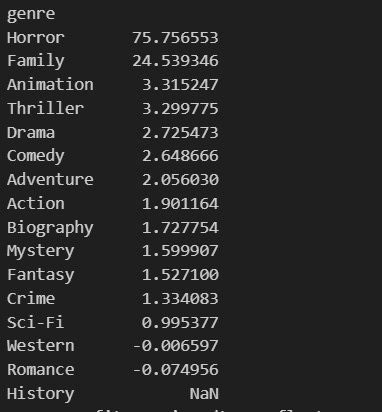 genre
Horror 75.756553
Family 24.539346
Animation 3.315247
Thriller 3.299775
Drama 2.725473
Comedy 2.648666
Adventure 2.056030
Action 1.901164
Biography 1.727754
Mystery 1.599907
Fantasy 1.527100
Crime 1.334083
Sci-Fi 0.995377
Western -0.006597
Romance -0.074956
History NaN